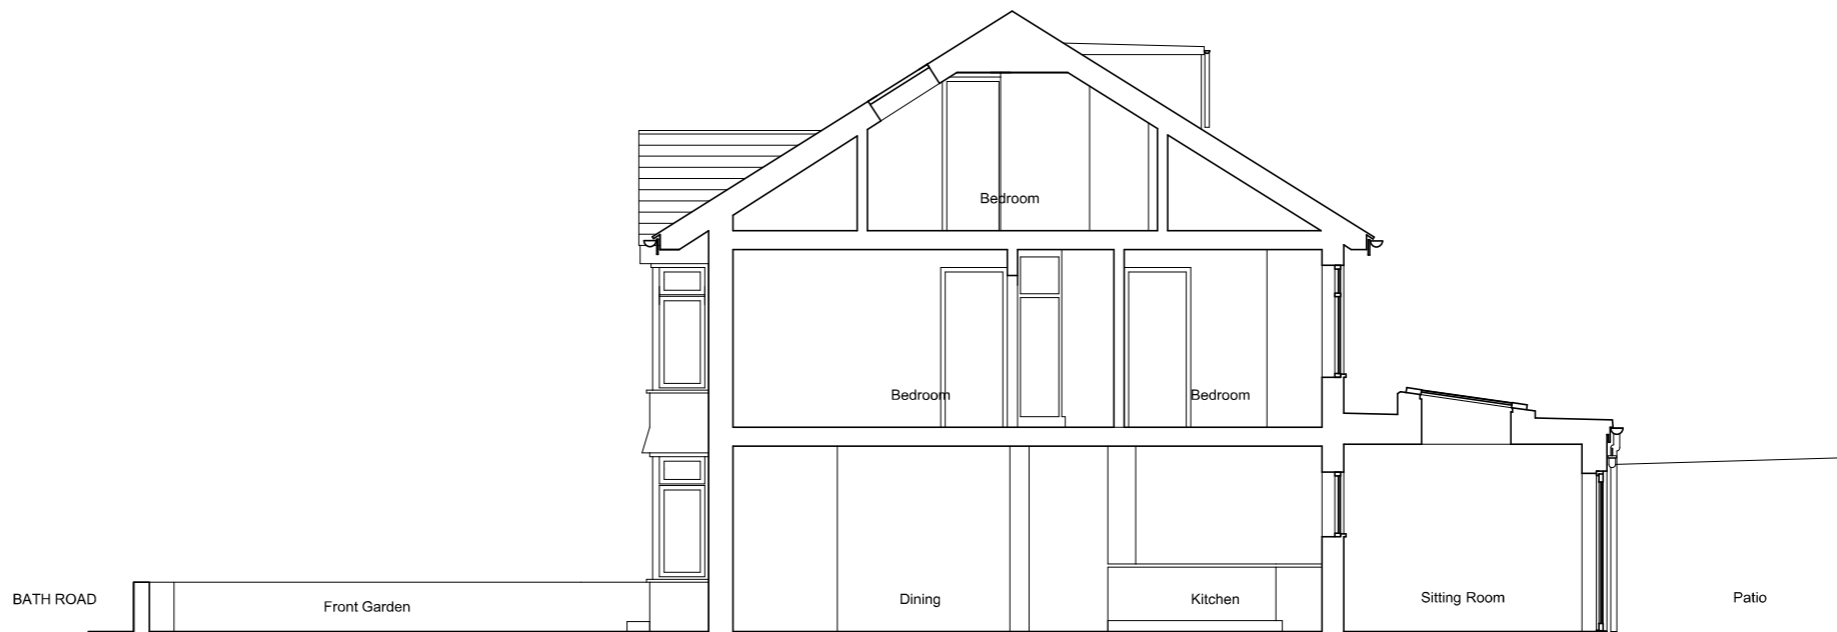 Bedroom
Bedroom
Bedroom
BATH ROAD
Front Garden
Dining
Kitchen
Sitting Room
Patio